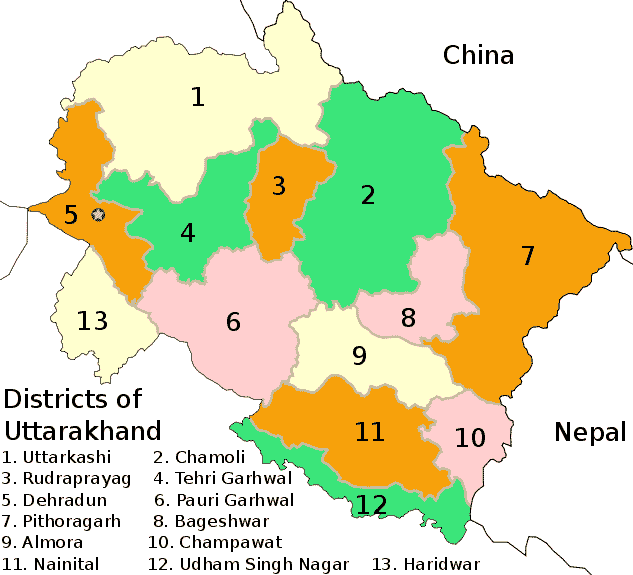 China
1
2
3
4
5
6
7
8
9
10
11
12
13
Nepal
Districts of
Uttarakhand
1. Uttarkashi 2. Chamoli
3. Rudraprayag 4. Tehri Garhwal
5. Dehradun 6. Pauri Garhwal
7. Pithoragarh 8. Bageshwar
9. Almora 10. Champawat
11. Nainital 12. Udham Singh Nagar 13. Haridwar